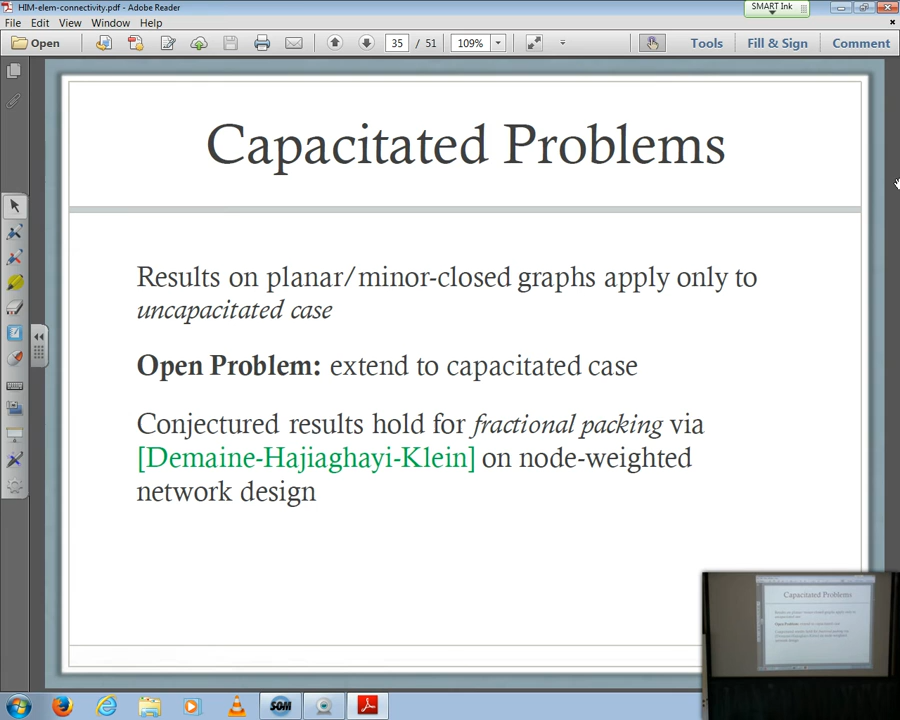 HIM-elem-connectivity.pdf - Adobe Reader
SMART Ink
File Edit View Window Help
Open 35 / 51 109% Tools Fill & Sign Comment
Capacitated Problems
Results on planar/minor-closed graphs apply only to
uncapacitated case
Open Problem: extend to capacitated case
Conjectured results hold for fractional packing via
[Demaine-Hajiaghayi-Klein] on node-weighted
network design
Capacitated Problems
SOM